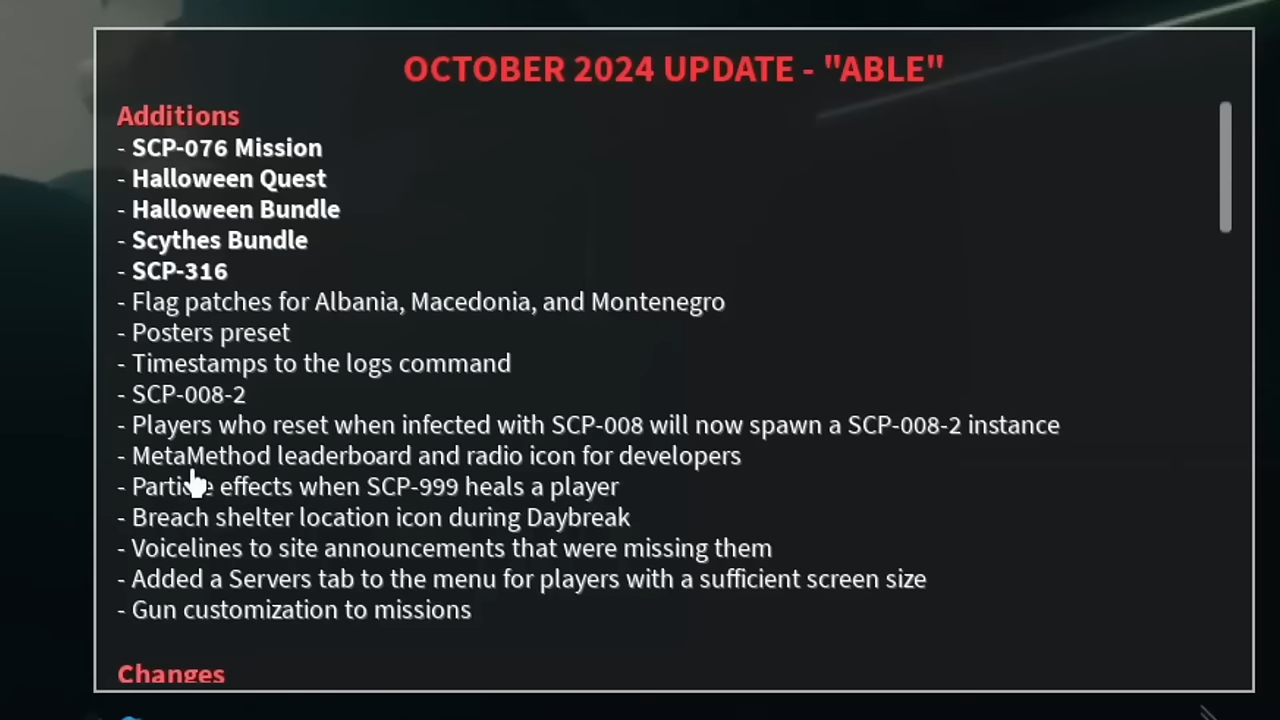 OCTOBER 2024 UPDATE - "ABLE"
Additions
- SCP-076 Mission
- Halloween Quest
- Halloween Bundle
- Scythes Bundle
- SCP-316
- Flag patches for Albania, Macedonia, and Montenegro
- Posters preset
- Timestamps to the logs command
- SCP-008-2
- Players who reset when infected with SCP-008 will now spawn a SCP-008-2 instance
- MetaMethod leaderboard and radio icon for developers
- Particle effects when SCP-999 heals a player
- Breach shelter location icon during Daybreak
- Voicelines to site announcements that were missing them
- Added a Servers tab to the menu for players with a sufficient screen size
- Gun customization to missions
Changes